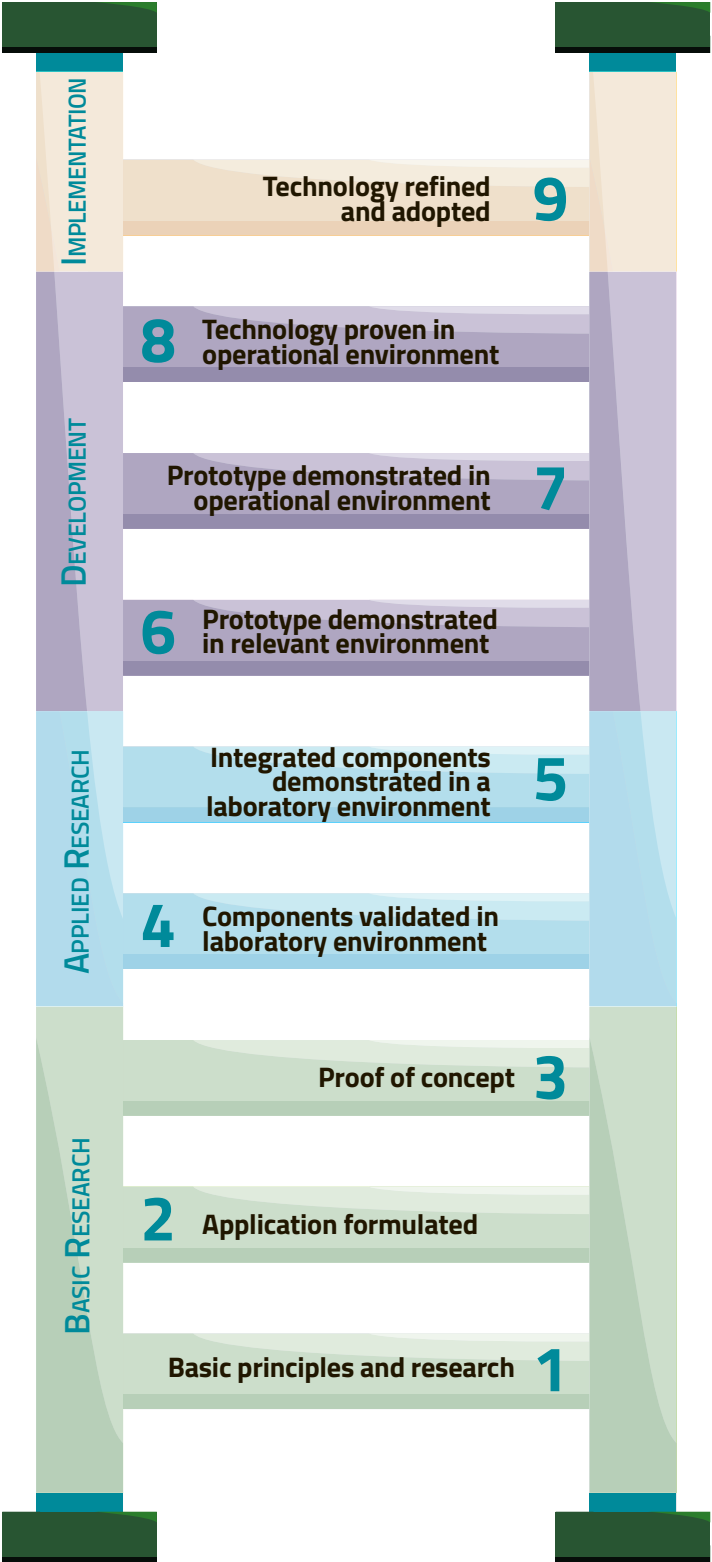 IMPLEMENTATION
Technology refined
and adopted
9
8
Technology proven in
operational environment
DEVELOPMENT
Prototype demonstrated in
operational environment
7
6
Prototype demonstrated
in relevant environment
APPLIED RESEARCH
Integrated components
demonstrated in a
laboratory environment
5
4
Components validated in
laboratory environment
BASIC RESEARCH
Proof of concept
3
2
Application formulated
Basic principles and research
1